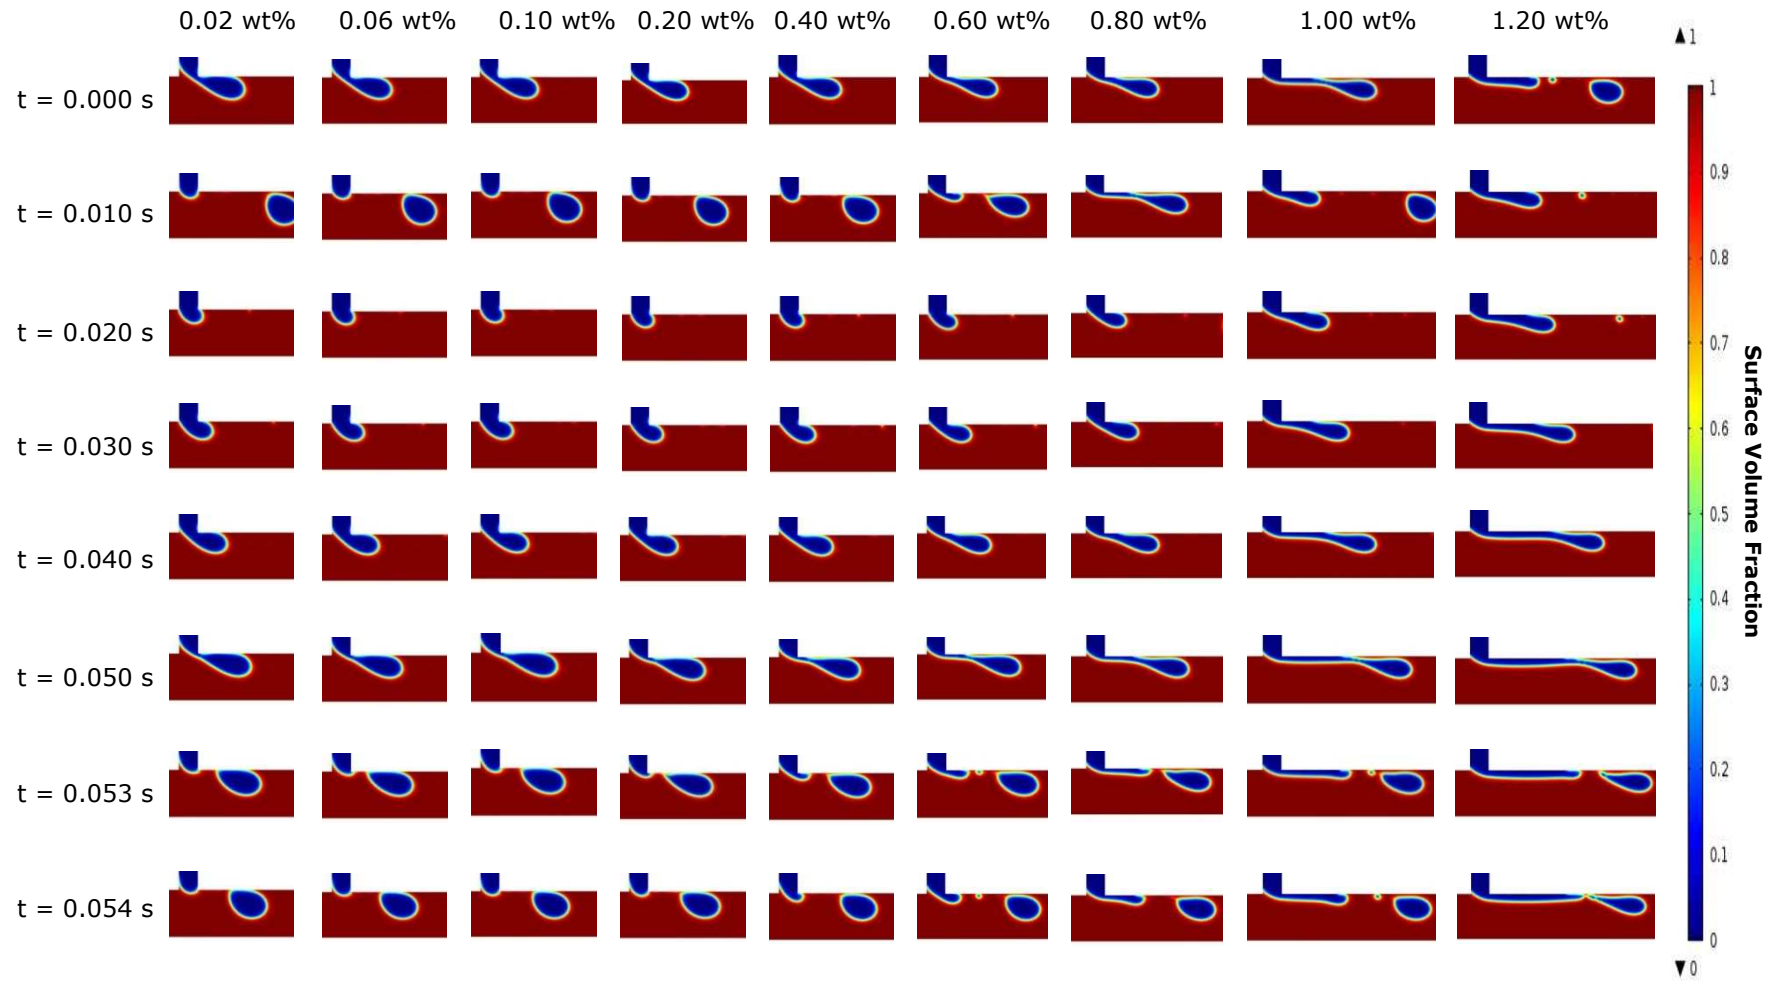 0.02 wt% 0.06 wt% 0.10 wt% 0.20 wt% 0.40 wt% 0.60 wt% 0.80 wt% 1.00 wt% 1.20 wt%
▲1
t = 0.000 s
1
t = 0.010 s
0.9
0.8
t = 0.020 s
0.7
t = 0.030 s
0.6
Surface Volume Fraction
0.5
t = 0.040 s
0.4
t = 0.050 s
0.3
t = 0.053 s
0.2
0.1
t = 0.054 s
0
▼0